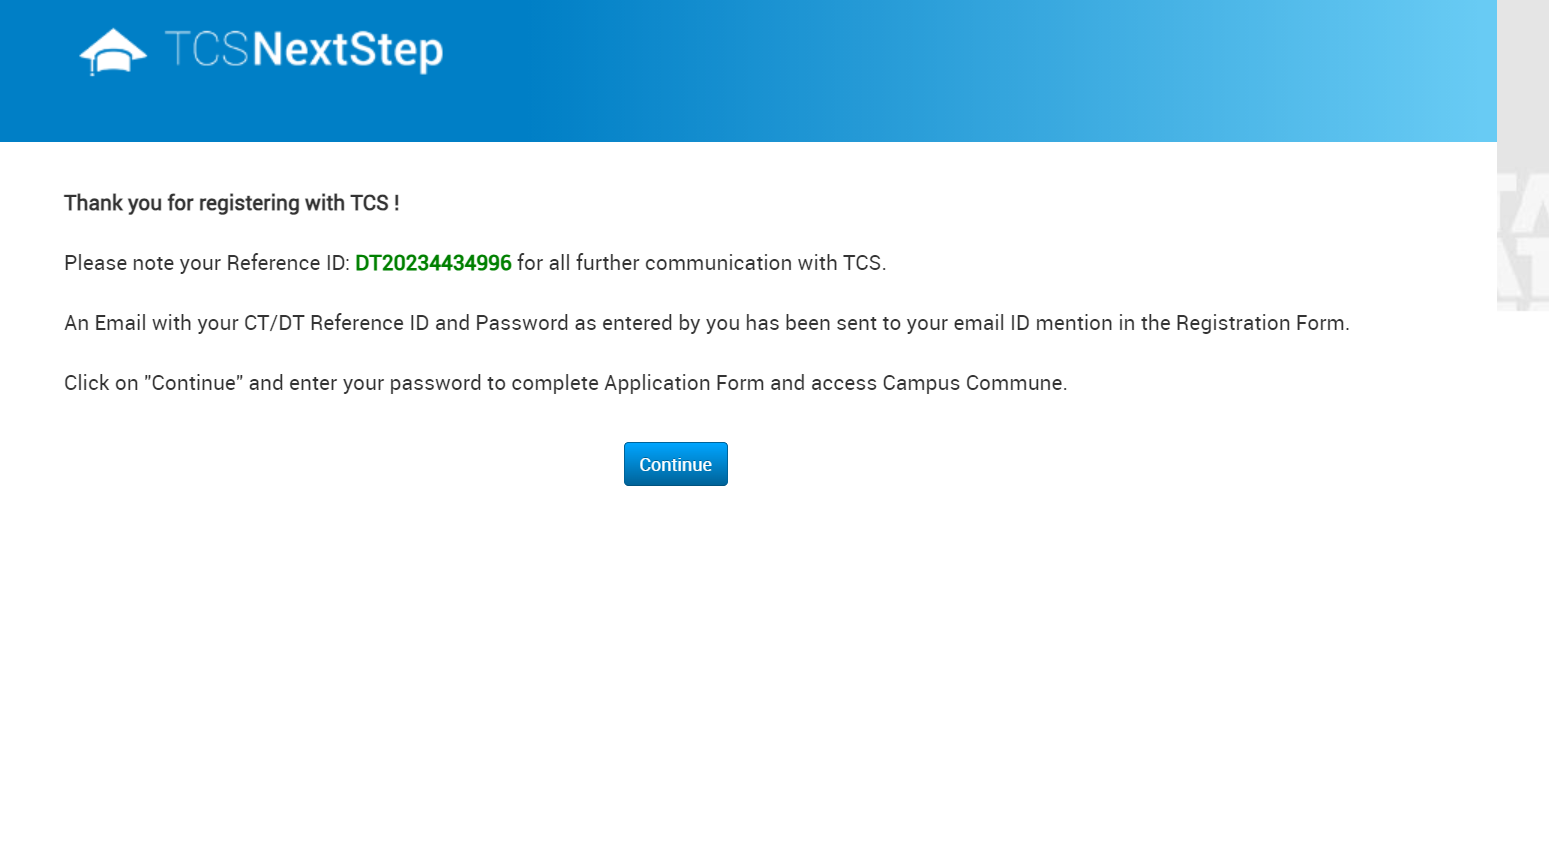 TCSNextStep
Thank you for registering with TCS !
Please note your Reference ID: DT20234434996 for all further communication with TCS.
An Email with your CT/DT Reference ID and Password as entered by you has been sent to your email ID mention in the Registration Form.
Click on "Continue" and enter your password to complete Application Form and access Campus Commune.
Continue